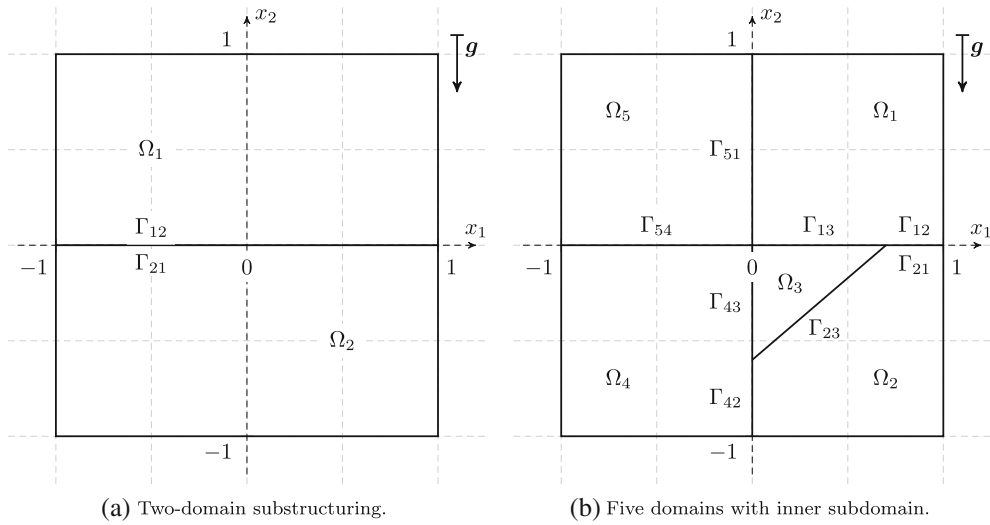 x₂
1
g
Ω₁
Γ₁₂
x₁
−1
Γ₂₁
0
1
Ω₂
−1
(a) Two-domain substructuring.
x₂
1
g
Ω₅
Ω₁
Γ₅₁
Γ₅₄
Γ₁₃
Γ₁₂
x₁
−1
0
Γ₂₁
1
Ω₃
Γ₄₃
Γ₂₃
Ω₄
Ω₂
Γ₄₂
−1
(b) Five domains with inner subdomain.